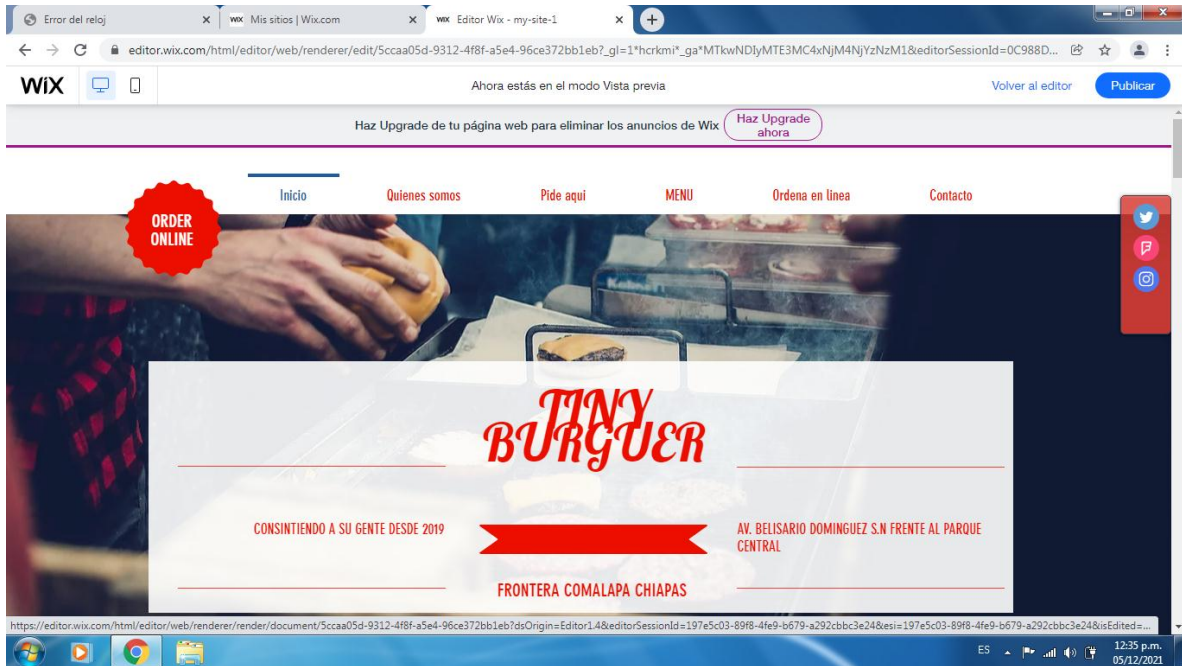 Error del reloj
Mis sitios | Wix.com
Editor Wix - my-site-1
editor.wix.com/html/editor/web/renderer/edit/5ccaa05d-9312-4f8f-a5e4-96ce372bb1eb?_gl=1*hcrkmi*_ga*MTkwNDIyMTE3MC4xNjM4NjYzNzM1&editorSessionId=0C988D...
WiX
Ahora estás en el modo Vista previa
Volver al editor
Publicar
Haz Upgrade de tu página web para eliminar los anuncios de Wix
Haz Upgrade
ahora
Inicio
Quienes somos
Pide aqui
MENU
Ordena en linea
Contacto
ORDER
ONLINE
TINY
BURGUER
CONSINTIENDO A SU GENTE DESDE 2019
AV. BELISARIO DOMINGUEZ S.N FRENTE AL PARQUE
CENTRAL
FRONTERA COMALAPA CHIAPAS
https://editor.wix.com/html/editor/web/renderer/render/document/5ccaa05d-9312-4f8f-a5e4-96ce372bb1eb?dsOrigin=Editor1.4&editorSessionId=197e5c03-89f8-4fe9-b679-a292cbbc3e24&esi=197e5c03-89f8-4fe9-b679-a292cbbc3e24&isEdited=...
ES
12:35 p.m.
05/12/2021